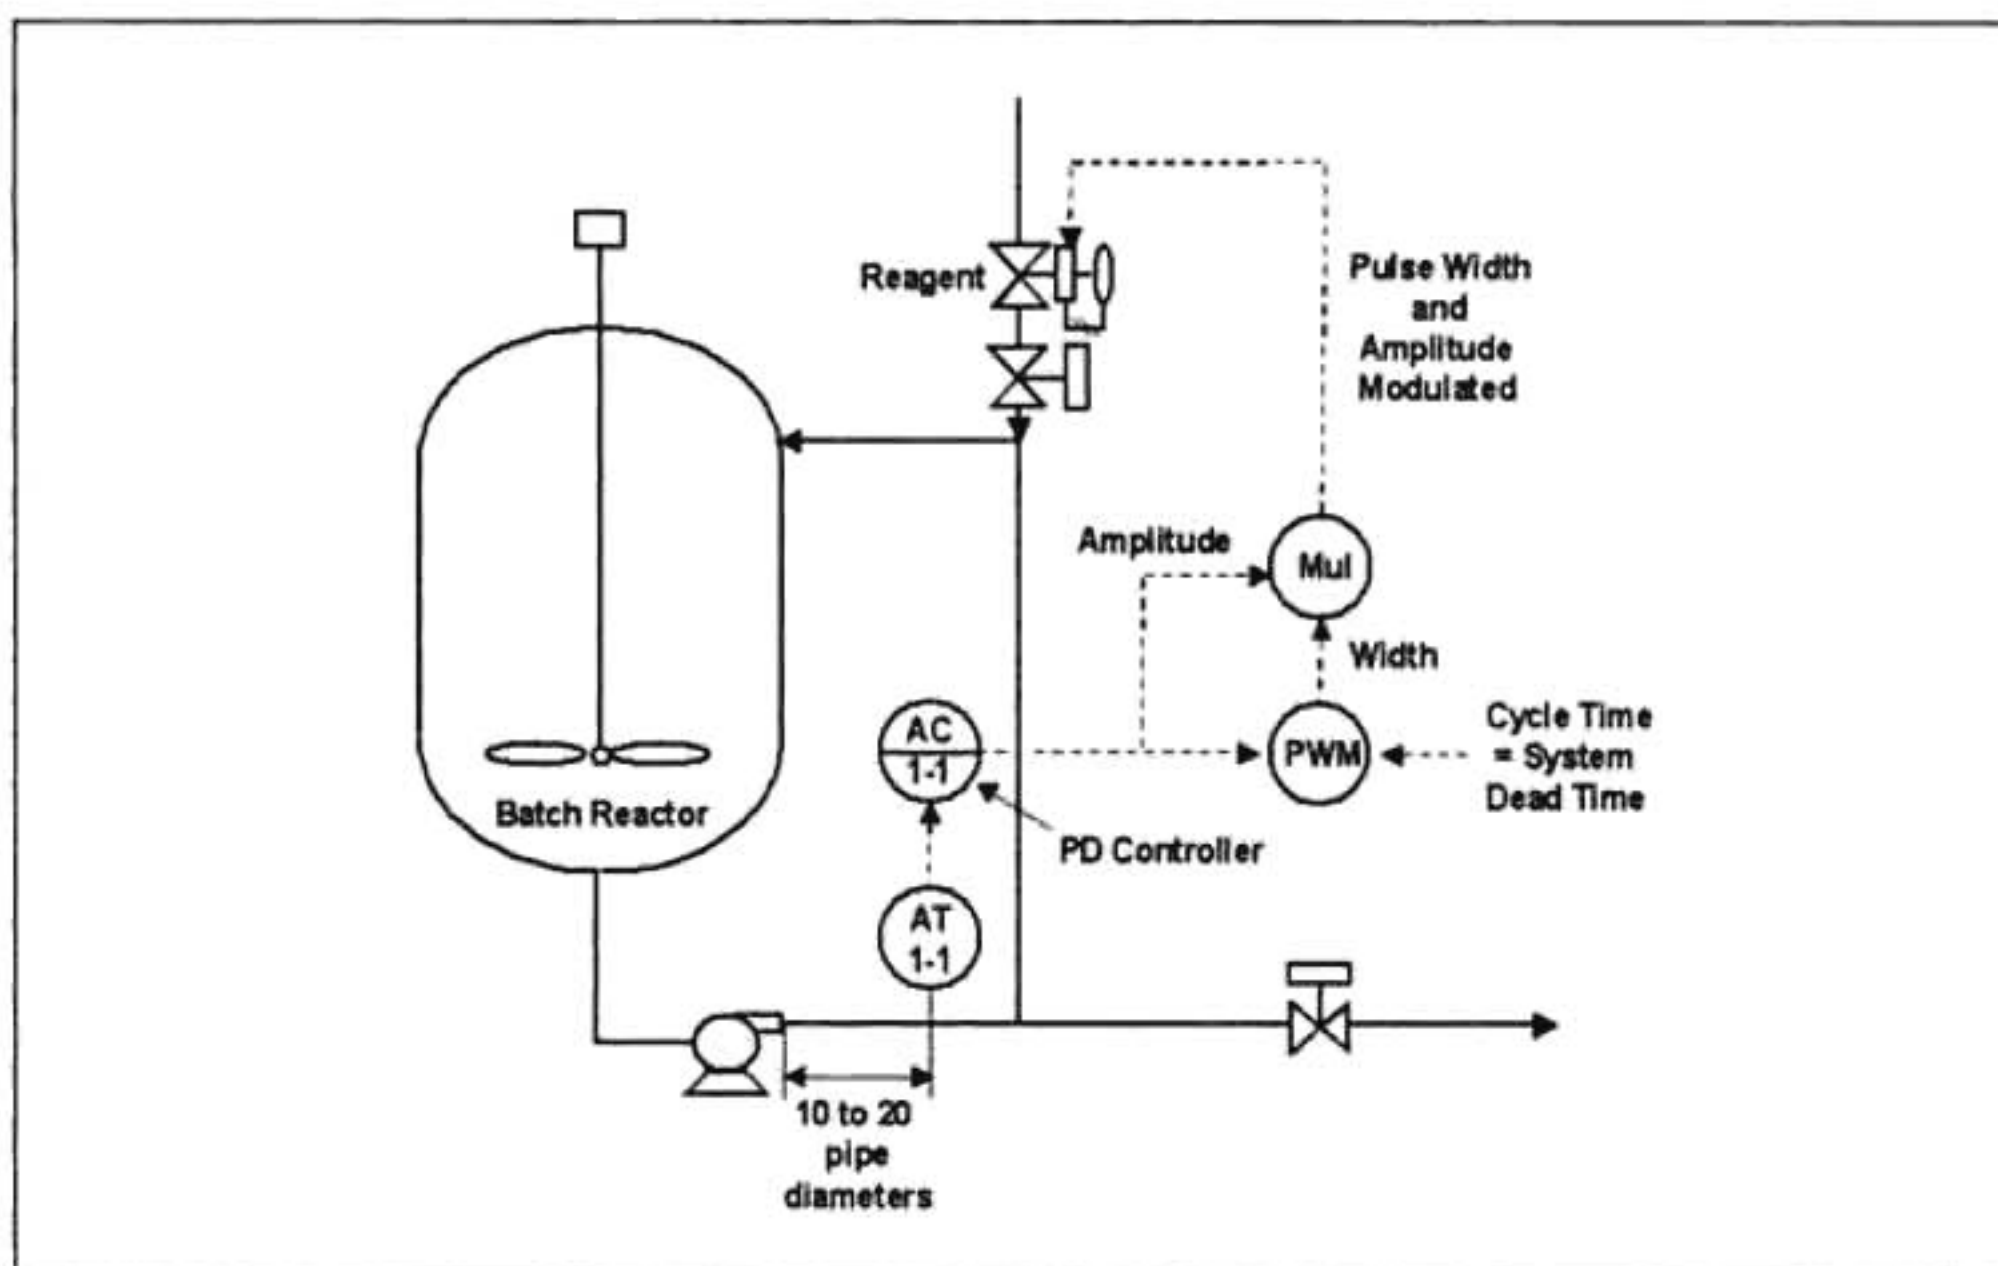 Reagent
Pulse Width
and
Amplitude
Modulated
Amplitude
Mul
Width
AC
1-1
PWM
Cycle Time
= System
Dead Time
Batch Reactor
PD Controller
AT
1-1
10 to 20
pipe
diameters